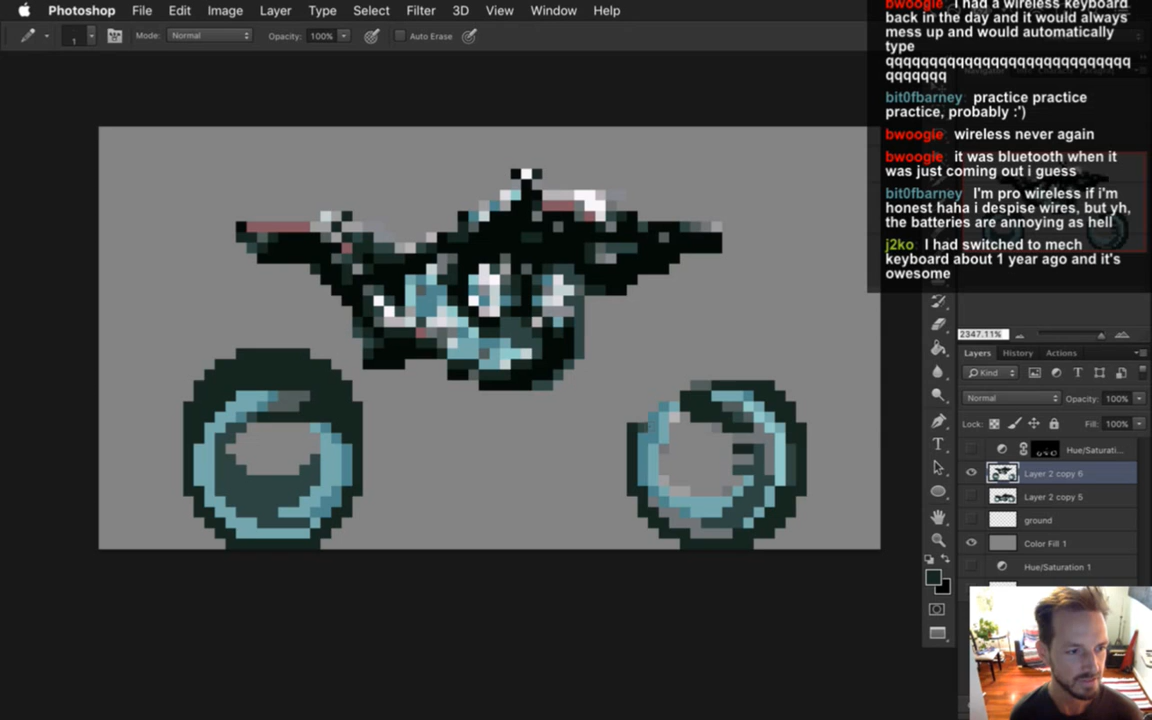 Photoshop File Edit Image Layer Type Select Filter 3D View Window Help
1 Mode: Normal Opacity: 100% Auto Erase
bwoogie I had a wireless keyboard
back in the day and it would always
mess up and would automatically
type
qqqqqqqqqqqqqqqqqqqqqqqqqqq
qqqqqqq
bit0fbarney practice practice
practice, probably :')
bwoogie wireless never again
bwoogie it was bluetooth when it
was just coming out i guess
bit0fbarney I'm pro wireless if i'm
honest haha i despise wires, but yh,
the batteries are annoying as hell
j2ko I had switched to mech
keyboard about 1 year ago and it's
owesome
2347.11%
Layers History Actions
Kind
Normal Opacity: 100%
Lock: Fill: 100%
Hue/Saturati...
Layer 2 copy 6
Layer 2 copy 5
ground
Color Fill 1
Hue/Saturation 1